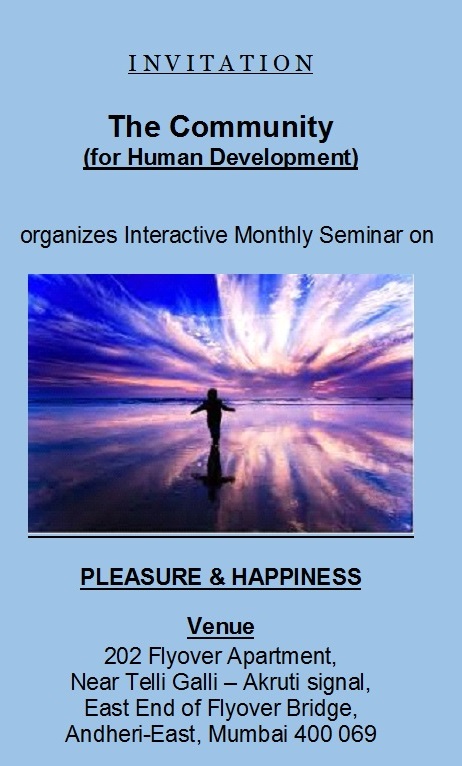 INVITATION
The Community
(for Human Development)
organizes Interactive Monthly Seminar on
PLEASURE & HAPPINESS
Venue
202 Flyover Apartment,
Near Telli Galli – Akruti signal,
East End of Flyover Bridge,
Andheri-East, Mumbai 400 069